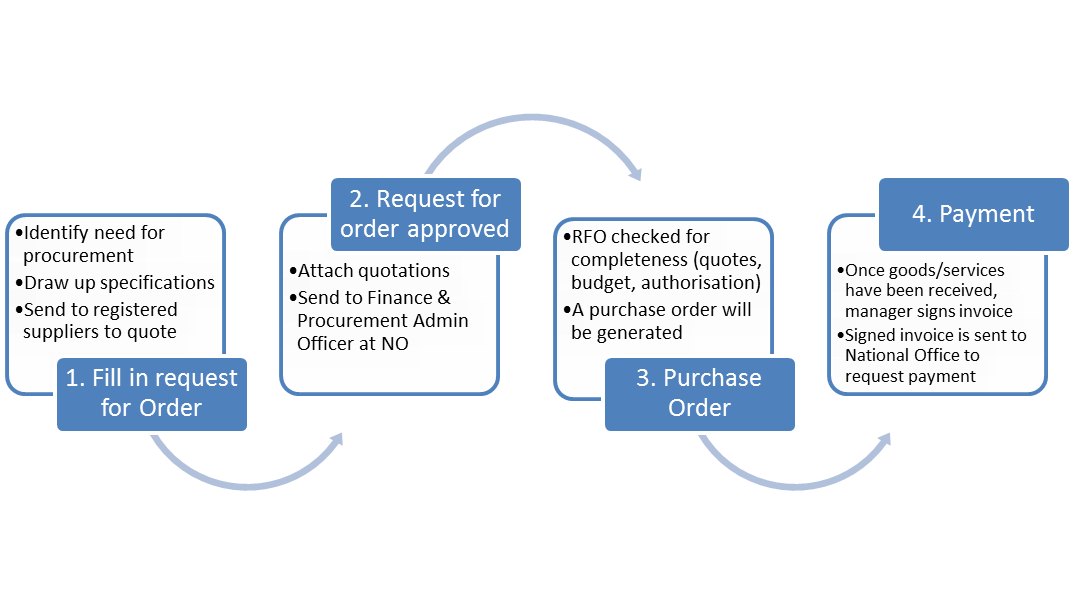 •Identify need for
procurement
•Draw up specifications
•Send to registered
suppliers to quote
1. Fill in request
for Order
2. Request for
order approved
•Attach quotations
•Send to Finance &
Procurement Admin
Officer at NO
•RFO checked for
completeness (quotes,
budget, authorisation)
•A purchase order will
be generated
3. Purchase
Order
4. Payment
•Once goods/services
have been received,
manager signs invoice
•Signed invoice is sent to
National Office to
request payment